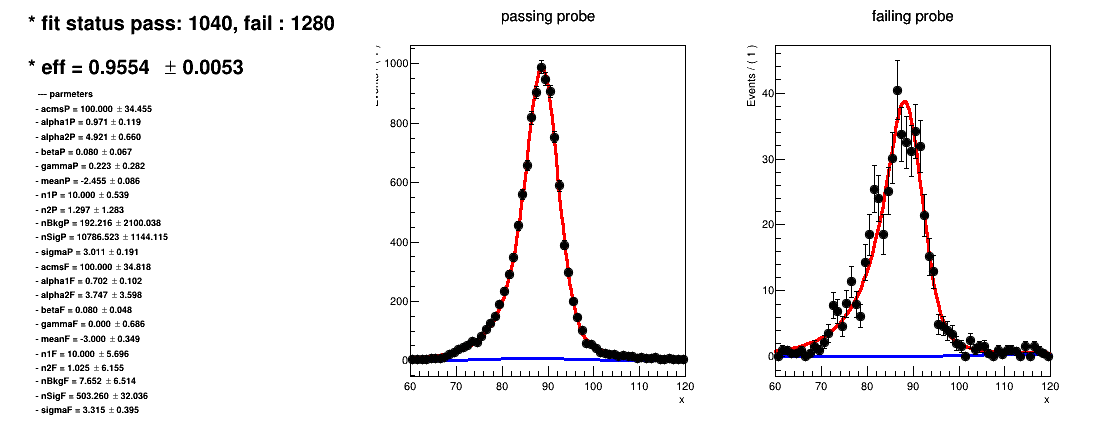 * fit status pass: 1040, fail : 1280
* eff = 0.9554 ± 0.0053
--- parmeters
- acmsP = 100.000 ± 34.455
- alpha1P = 0.971 ± 0.119
- alpha2P = 4.921 ± 0.660
- betaP = 0.080 ± 0.067
- gammaP = 0.223 ± 0.282
- meanP = -2.455 ± 0.086
- n1P = 10.000 ± 0.539
- n2P = 1.297 ± 1.283
- nBkgP = 192.216 ± 2100.038
- nSigP = 10786.523 ± 1144.115
- sigmaP = 3.011 ± 0.191
- acmsF = 100.000 ± 34.818
- alpha1F = 0.702 ± 0.102
- alpha2F = 3.747 ± 3.598
- betaF = 0.080 ± 0.048
- gammaF = 0.000 ± 0.686
- meanF = -3.000 ± 0.349
- n1F = 10.000 ± 5.696
- n2F = 1.025 ± 6.155
- nBkgF = 7.652 ± 6.514
- nSigF = 503.260 ± 32.036
- sigmaF = 3.315 ± 0.395
passing probe
1000
800
600
400
200
0
60 70 80 90 100 110 120
x
failing probe
Events / ( 1 )
40
30
20
10
0
60 70 80 90 100 110 120
x